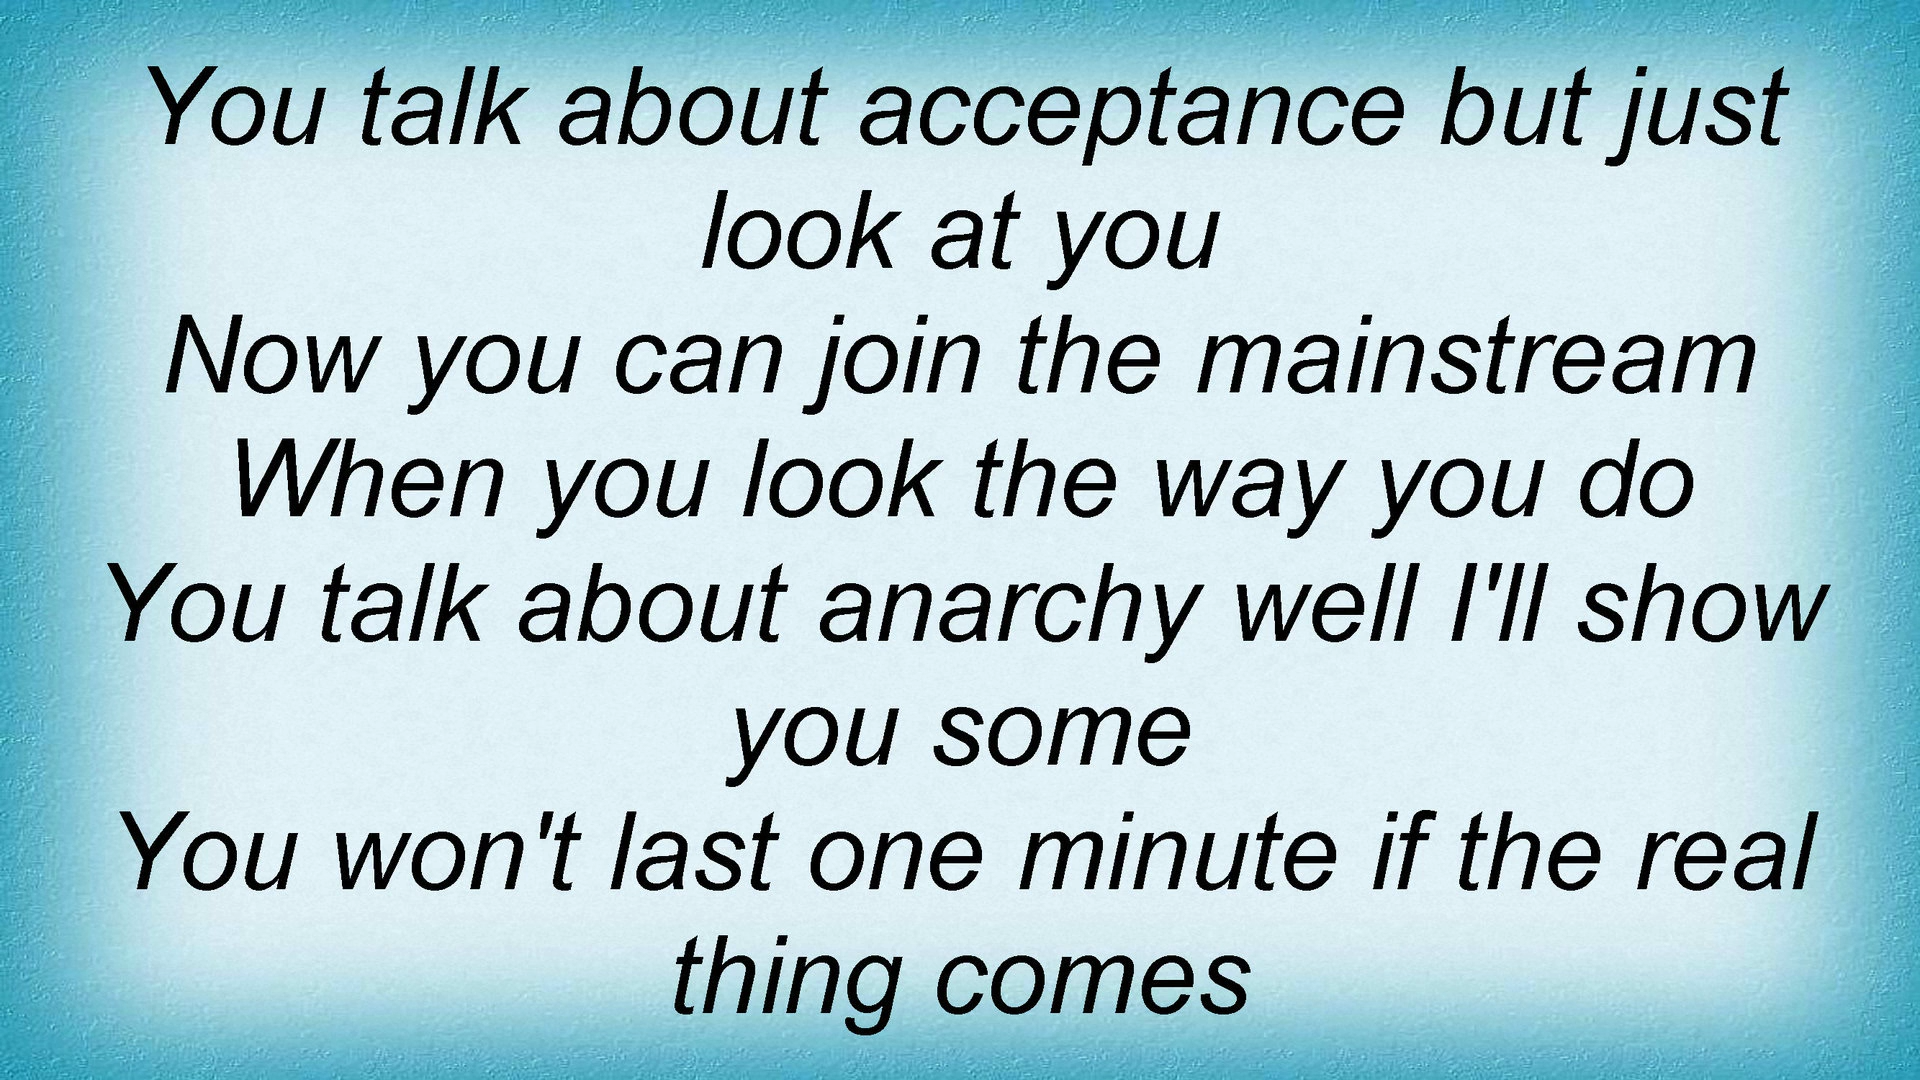 You talk about acceptance but just
look at you
Now you can join the mainstream
When you look the way you do
You talk about anarchy well I'll show
you some
You won't last one minute if the real
thing comes